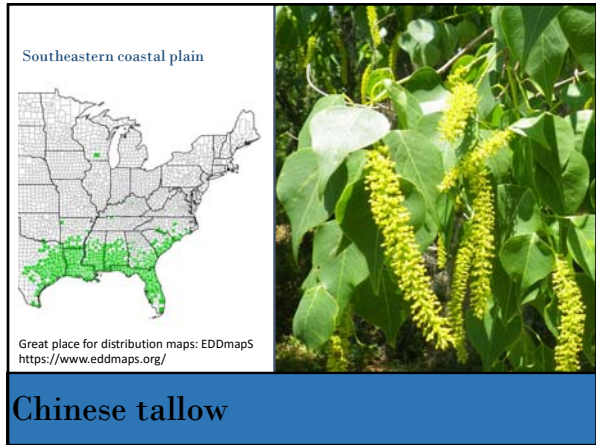 Southeastern coastal plain
Great place for distribution maps: EDDmapS
https://www.eddmaps.org/
Chinese tallow